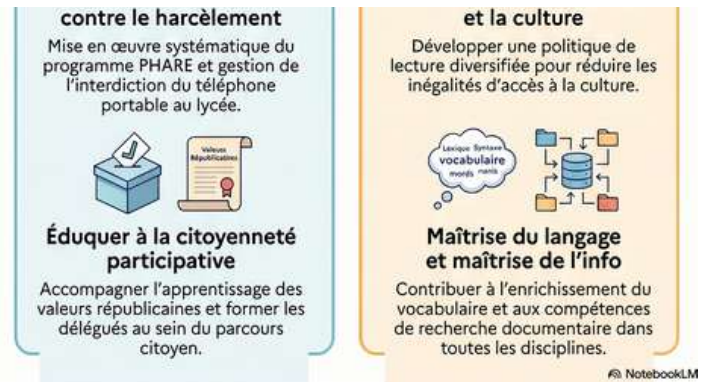 contre le harcèlement
Mise en œuvre systématique du
programme PHARE et gestion de
l'interdiction du téléphone
portable au lycée.
Valeurs
Républicaines
Éduquer à la citoyenneté
participative
Accompagner l'apprentissage des
valeurs républicaines et former les
délégués au sein du parcours
citoyen.
et la culture
Développer une politique de
lecture diversifiée pour réduire les
inégalités d'accès à la culture.
Lexique Syntaxe
vocabulaire
mords
Maîtrise du langage
et maîtrise de l'info
Contribuer à l'enrichissement du
vocabulaire et aux compétences
de recherche documentaire dans
toutes les disciplines.
NotebookLM